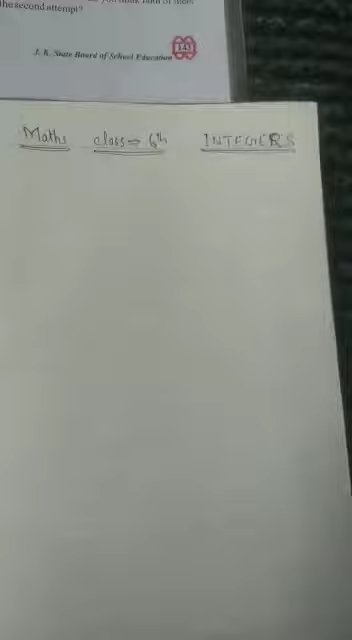 the second attempt?
J. K. State Board of School Education 143
Maths class = 6th INTEGERS